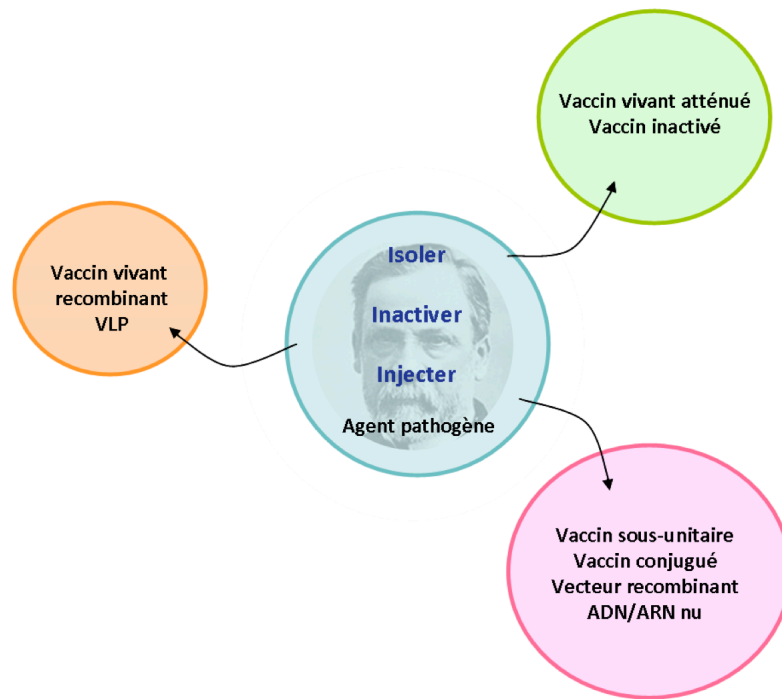 Vaccin vivant atténué
Vaccin inactivé
Isoler
Inactiver
Injecter
Agent pathogène
Vaccin vivant
recombinant
VLP
Vaccin sous-unitaire
Vaccin conjugué
Vecteur recombinant
ADN/ARN nu